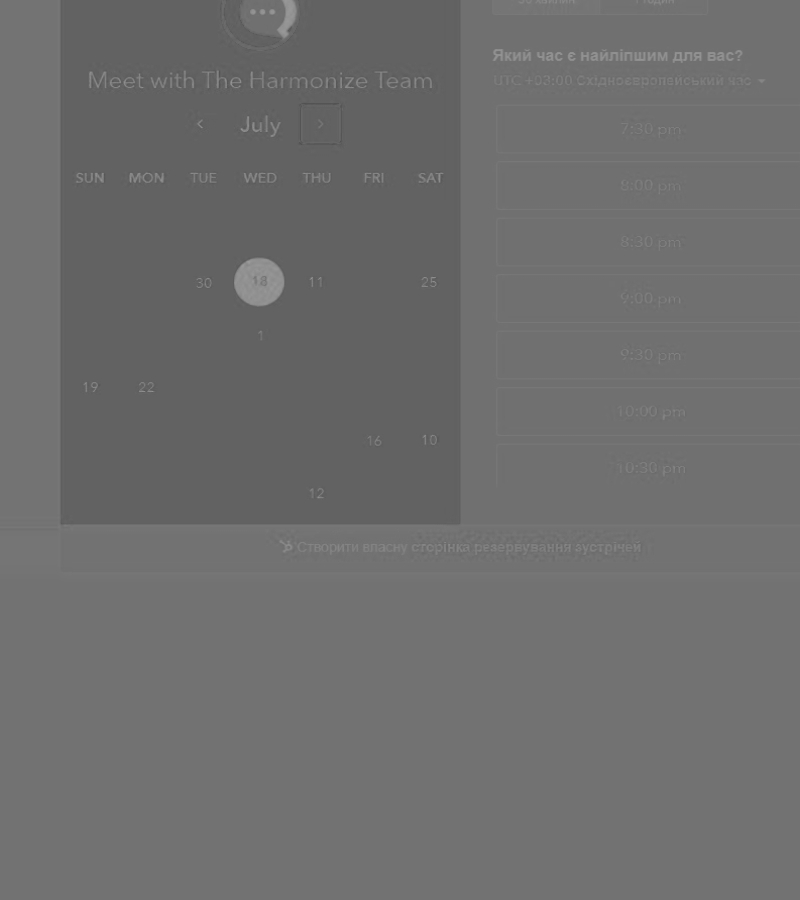 Meet with The Harmonize Team
July
SUN MON TUE WED THU FRI SAT
30 18 11 25
1
19 22
16 10
12
Який час є найліпшим для вас?
UTC +03:00 Східноєвропейський час
7:30 pm
8:00 pm
8:30 pm
9:00 pm
9:30 pm
10:00 pm
10:30 pm
Створити власну сторінка резервування зустрічей